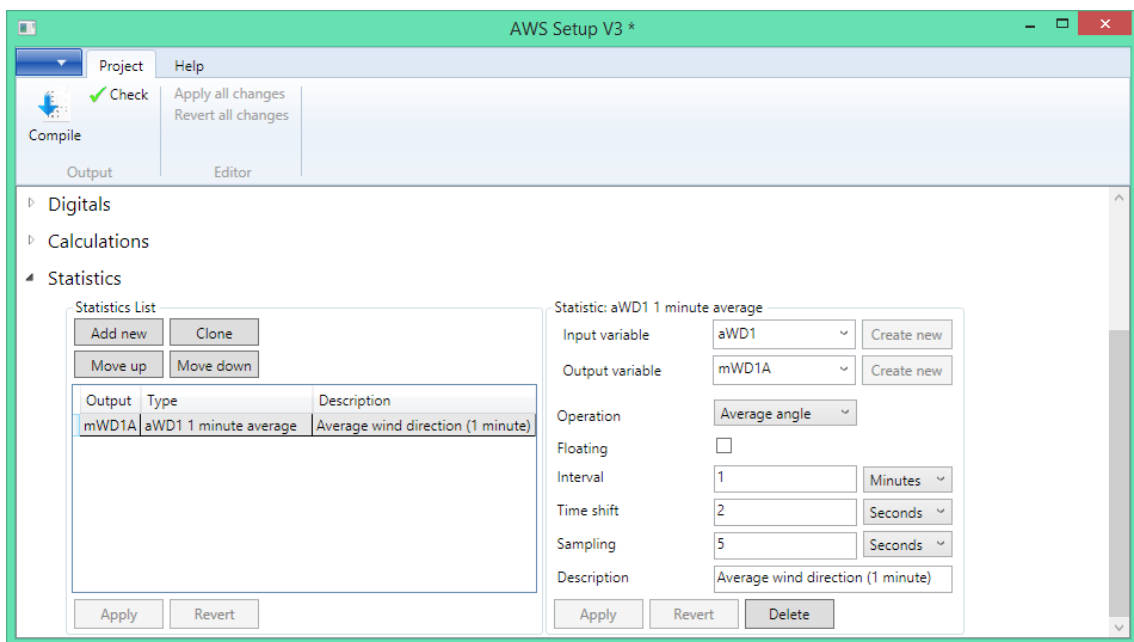 AWS Setup V3 *
Project Help
Compile
Check
Apply all changes
Revert all changes
Output Editor
Digitals
Calculations
Statistics
Statistics List
Add new Clone
Move up Move down
Output Type Description
mWD1A aWD1 1 minute average Average wind direction (1 minute)
Apply Revert
Statistic: aWD1 1 minute average
Input variable aWD1 Create new
Output variable mWD1A Create new
Operation Average angle
Floating
Interval 1 Minutes
Time shift 2 Seconds
Sampling 5 Seconds
Description Average wind direction (1 minute)
Apply Revert Delete